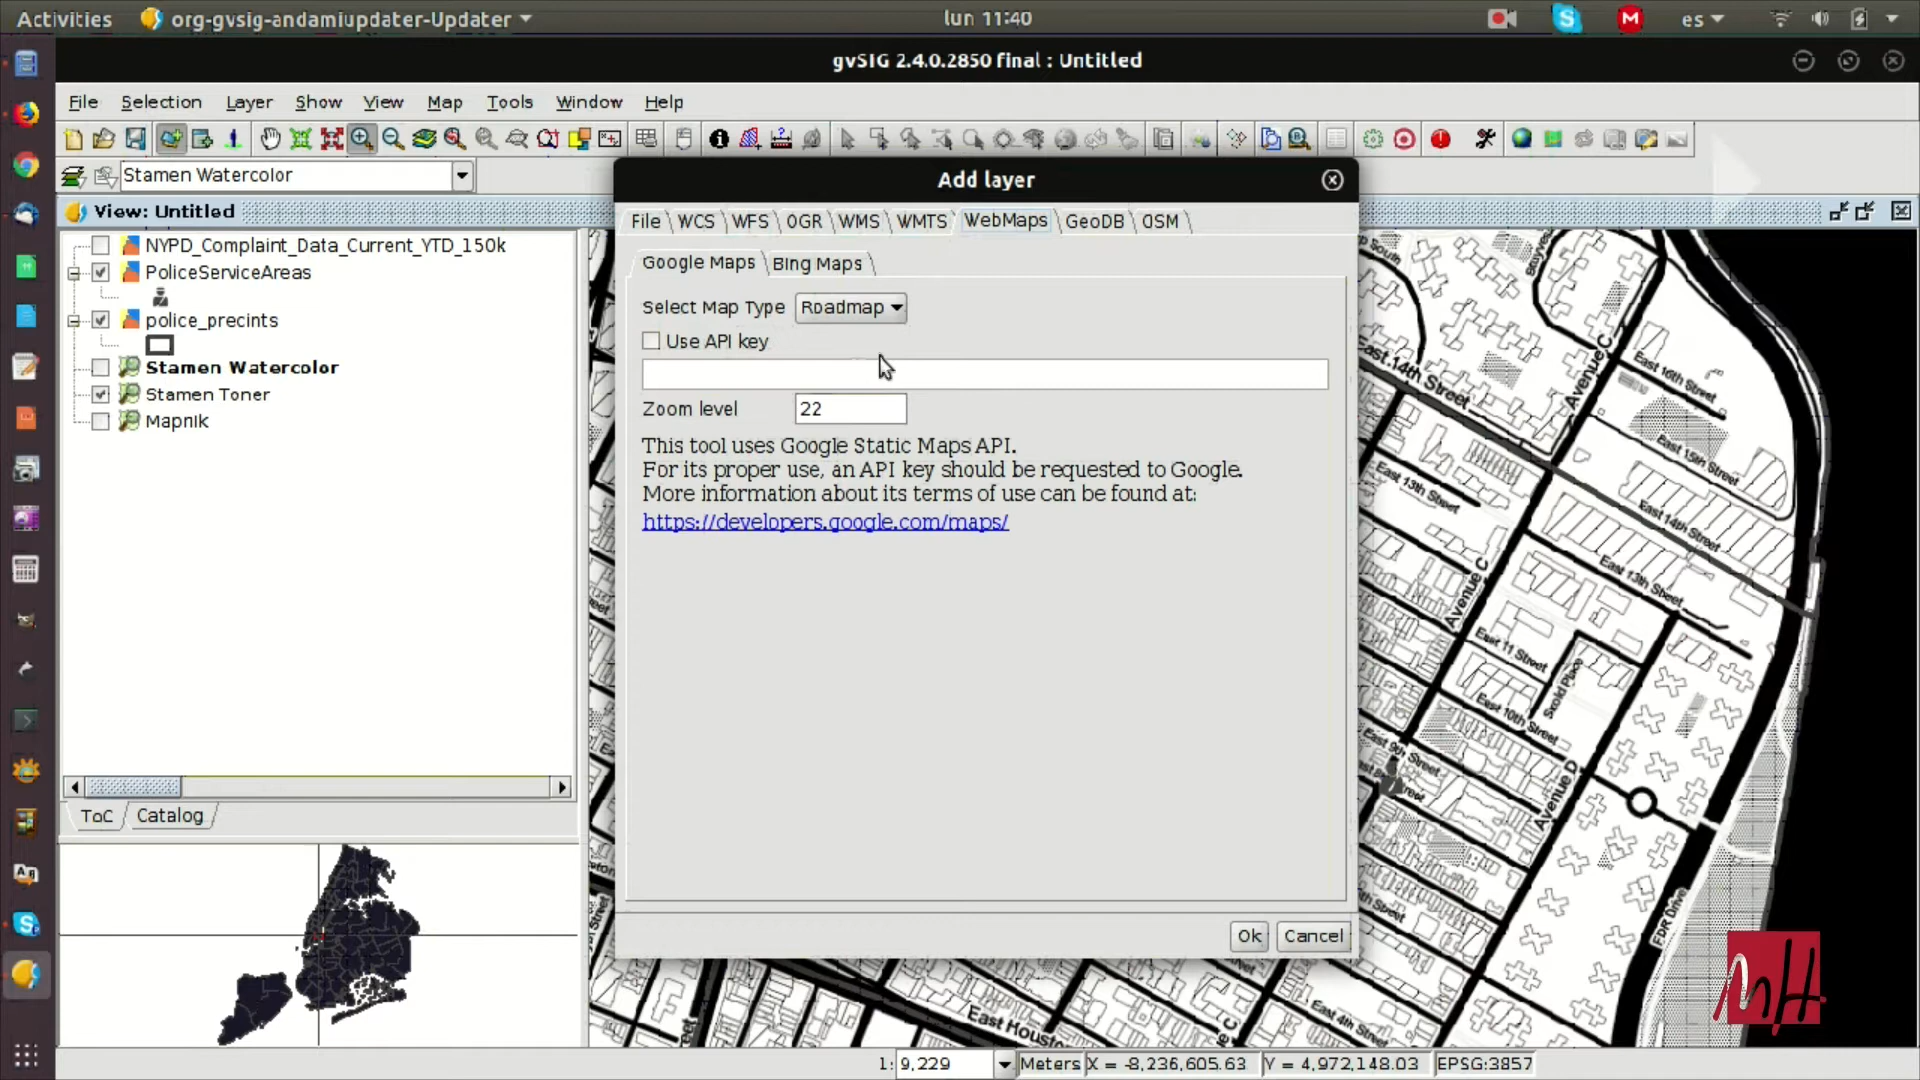 Activities
org-gvsig-andamiupdater-Updater
lun 11:40
es
gvSIG 2.4.0.2850 final : Untitled
File Selection Layer Show View Map Tools Window Help
Stamen Watercolor
View: Untitled
NYPD_Complaint_Data_Current_YTD_150k
PoliceServiceAreas
police_precints
Stamen Watercolor
Stamen Toner
Mapnik
ToC Catalog
Add layer
File WCS WFS OGR WMS WMTS WebMaps GeoDB OSM
Google Maps Bing Maps
Select Map Type Roadmap
Use API key
Zoom level 22
This tool uses Google Static Maps API.
For its proper use, an API key should be requested to Google.
More information about its terms of use can be found at:
https://developers.google.com/maps/
Ok Cancel
East 14th Street
Avenue C
East 16th Street
East 15th Street
East 14th Street
East 13th Street
East 13th Street
Avenue C
East 11 Street
Szold Place
East 10th Street
East 9th Street
Avenue D
FDR Drive
East 4th Street
East Housto
1: 9,229
Meters
X = -8,236,605.63
Y = 4,972,148.03
EPSG:3857